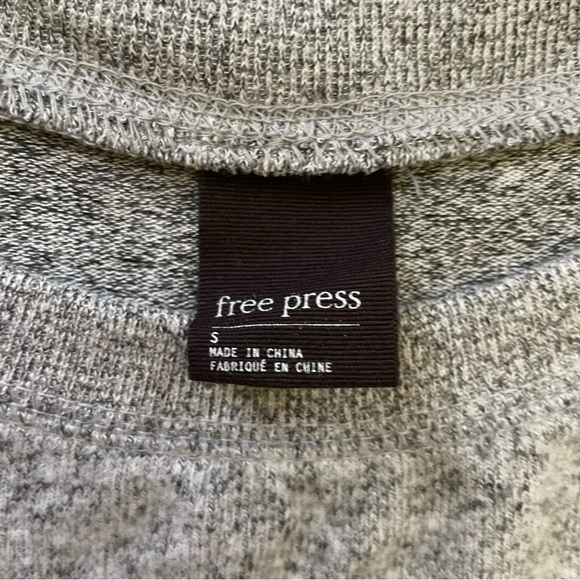 free press
S
MADE IN CHINA
FABRIQUÉ EN CHINE